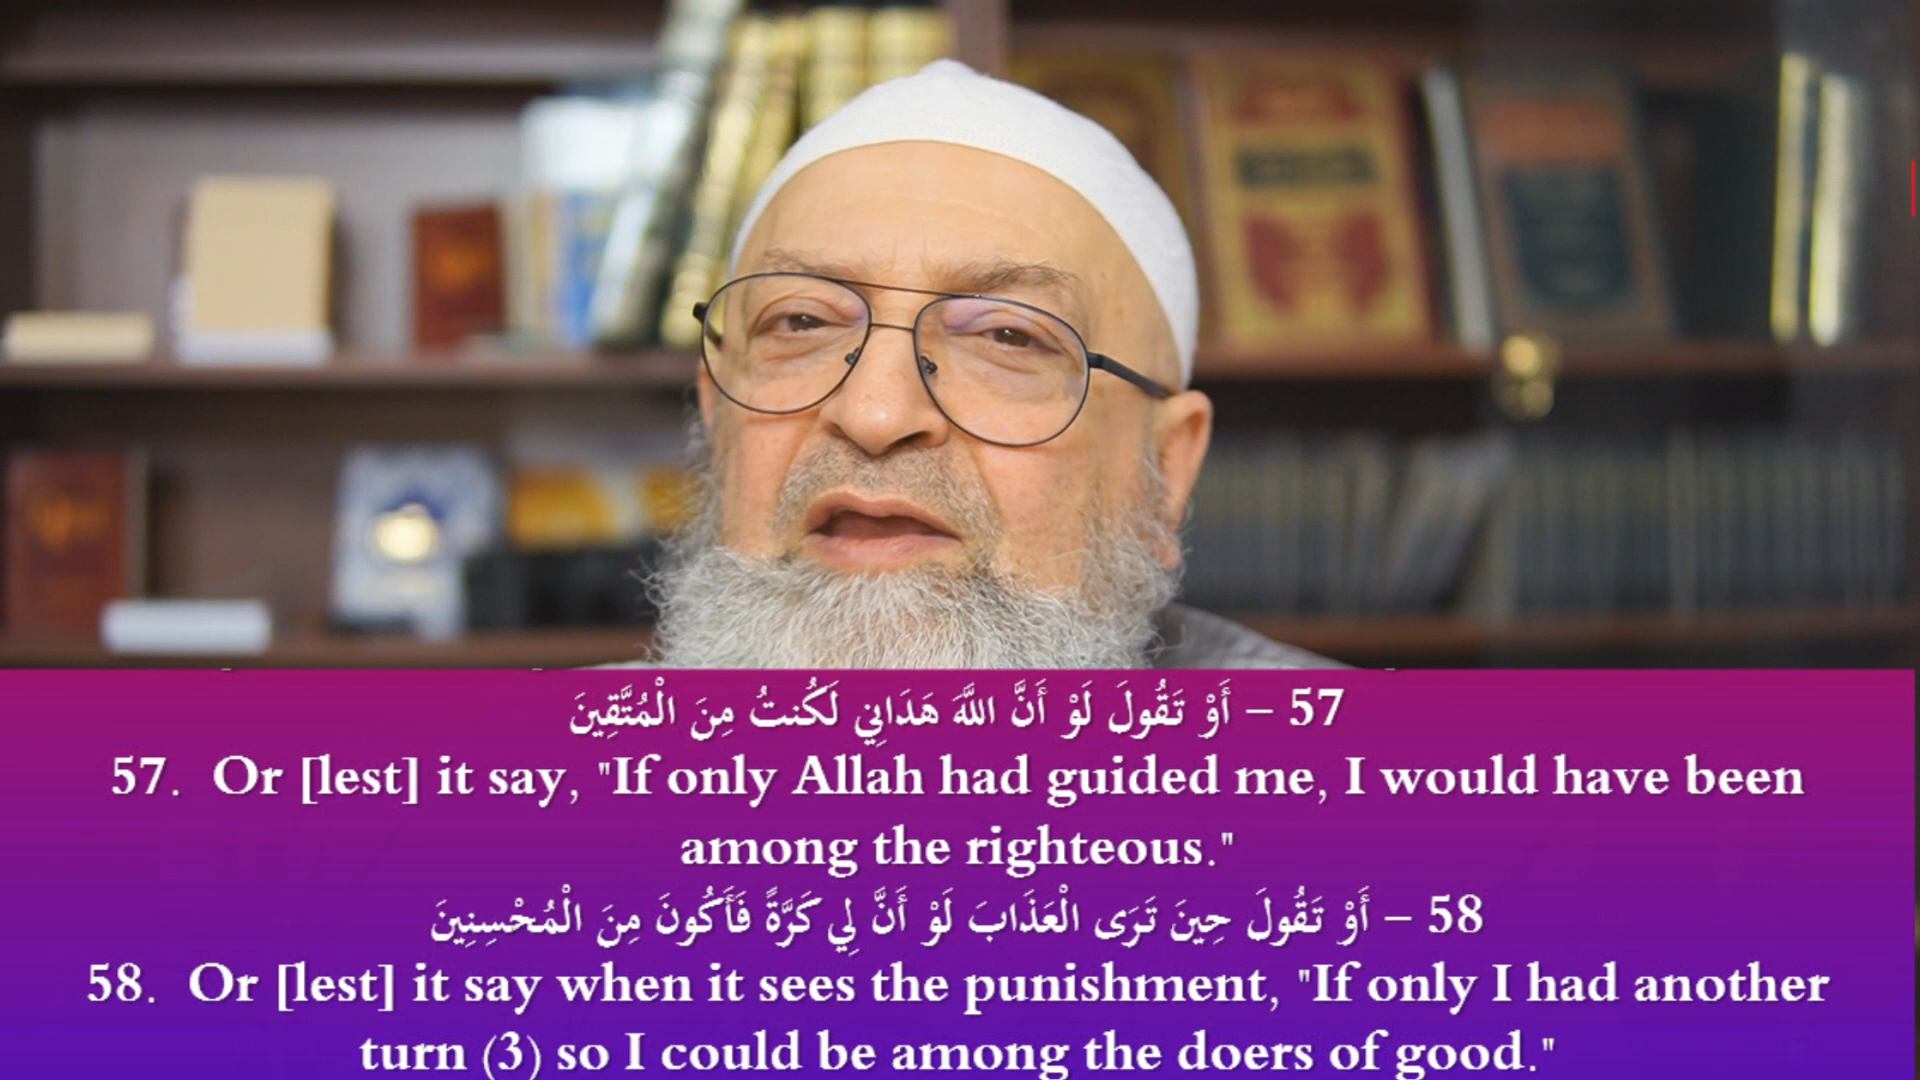 57 – أَوْ تَقُولَ لَوْ أَنَّ اللَّهَ هَدَانِي لَكُنتُ مِنَ الْمُتَّقِينَ
57. Or [lest] it say, "If only Allah had guided me, I would have been
among the righteous."
58 – أَوْ تَقُولَ حِينَ تَرَى الْعَذَابَ لَوْ أَنَّ لِي كَرَّةً فَأَكُونَ مِنَ الْمُحْسِنِينَ
58. Or [lest] it say when it sees the punishment, "If only I had another
turn (3) so I could be among the doers of good."